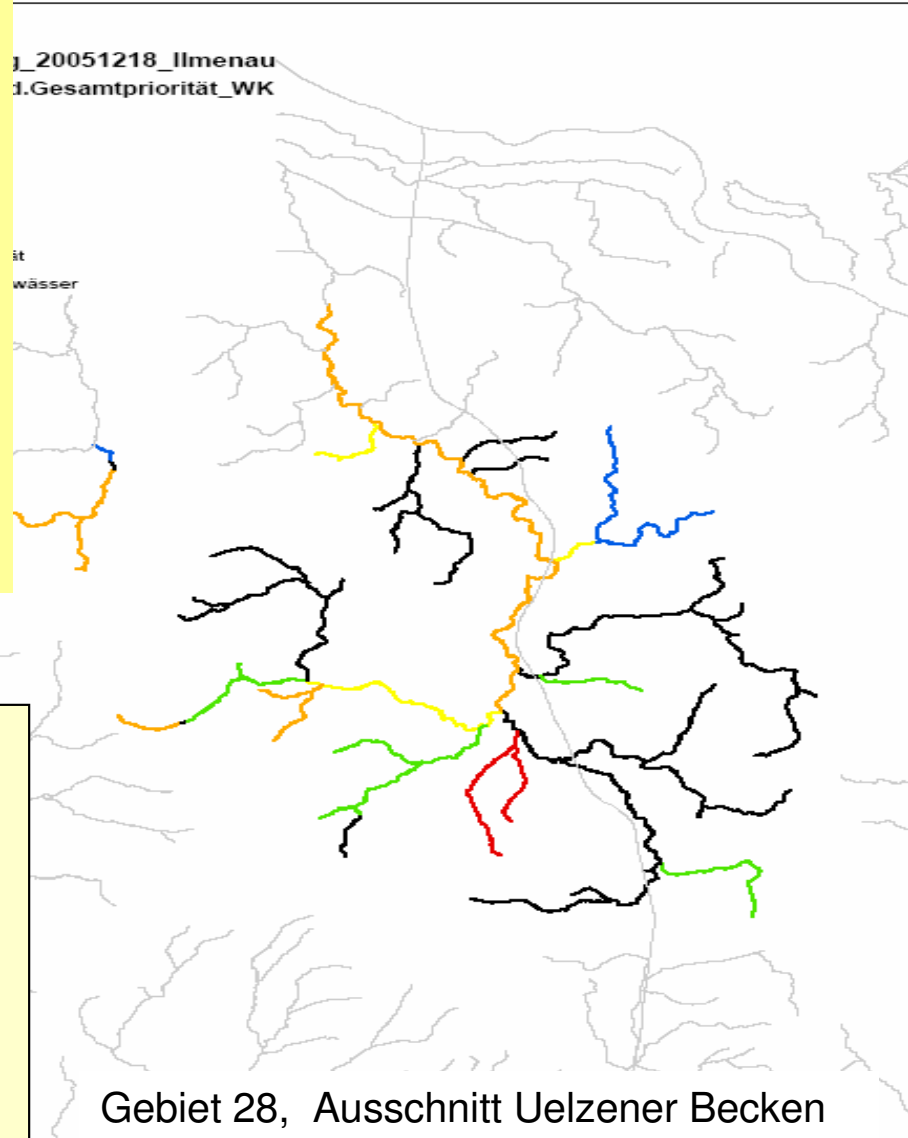 g_20051218_Ilmenau
d.Gesamtpriorität_WK
ät
wässer
Gebiet 28, Ausschnitt Uelzener Becken